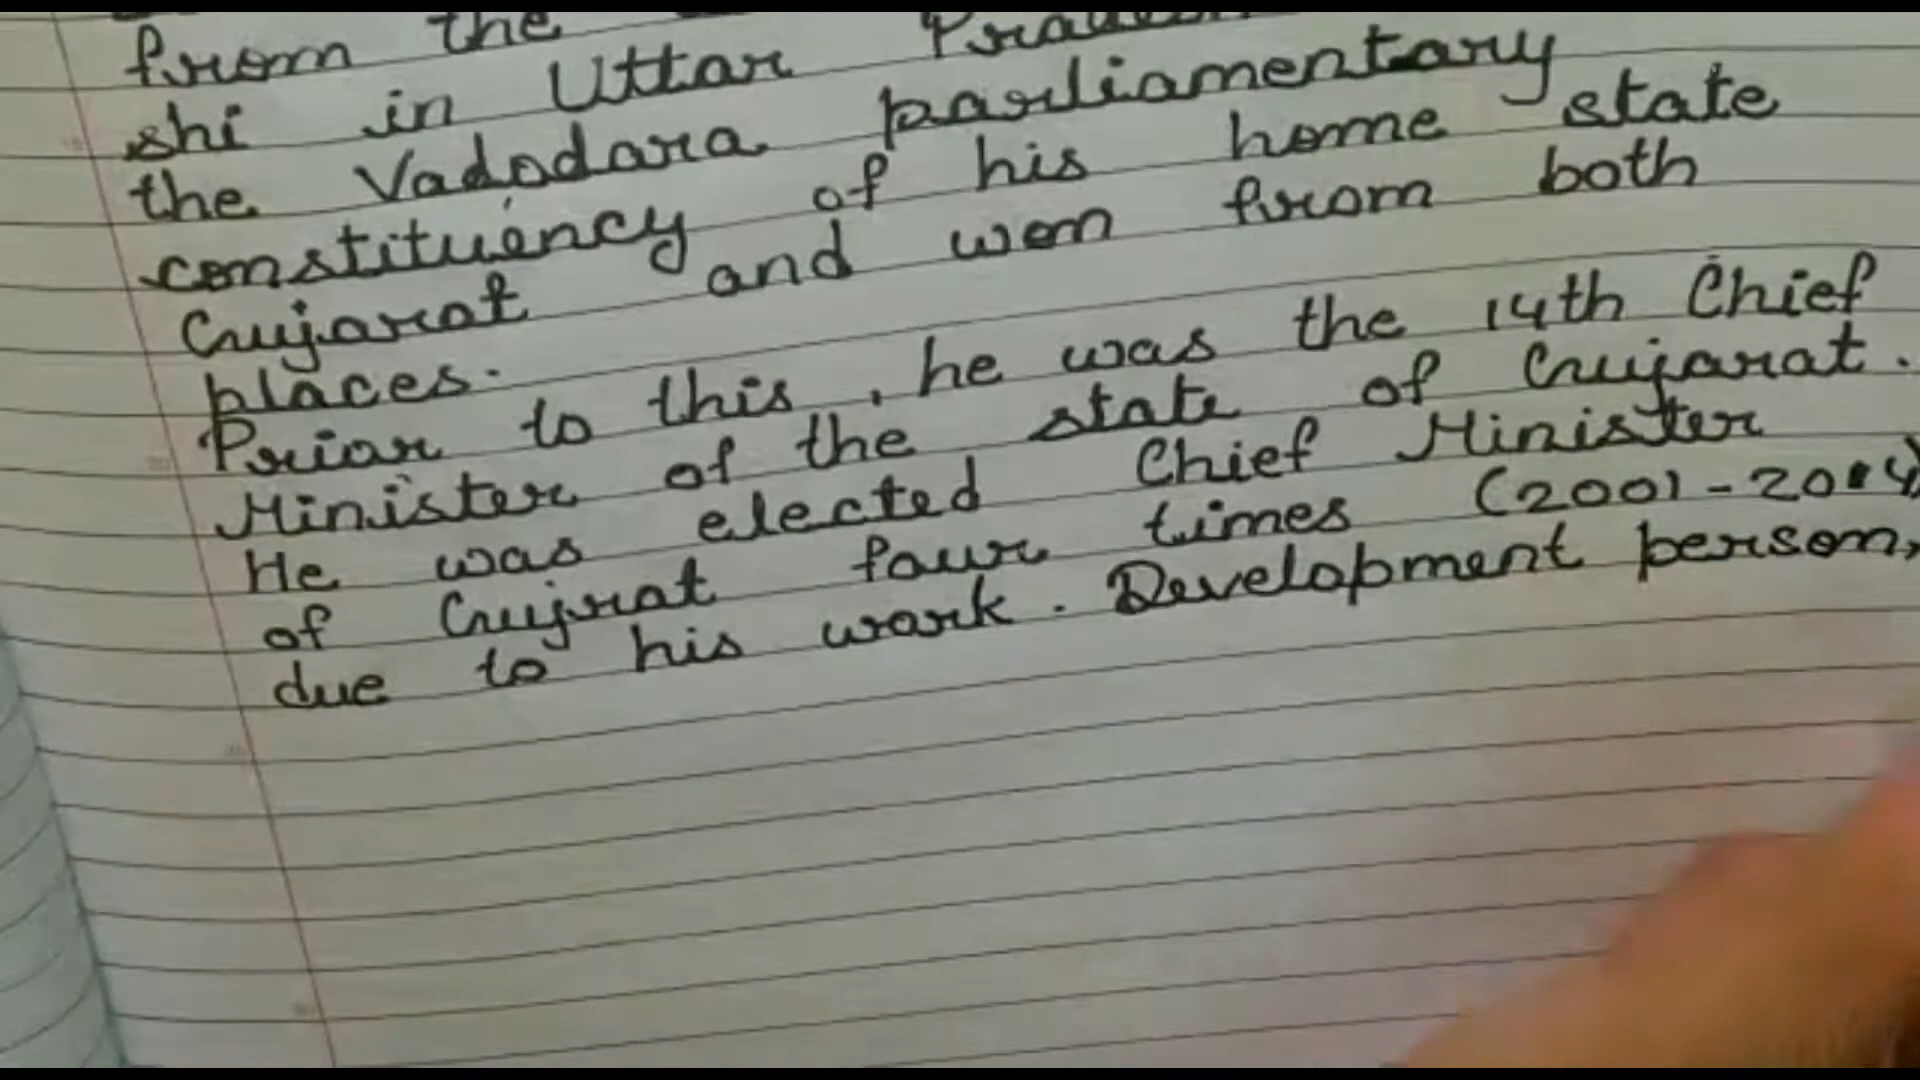 from the
shi in Uttar
the Vadodara parliamentary
constituency of his home state
Gujarat and won from both
places.
Prior to this, he was the 14th Chief
Minister of the state of Gujarat.
He was elected Chief Minister
of Gujrat four times (2001-2014)
due to his work. Development person,